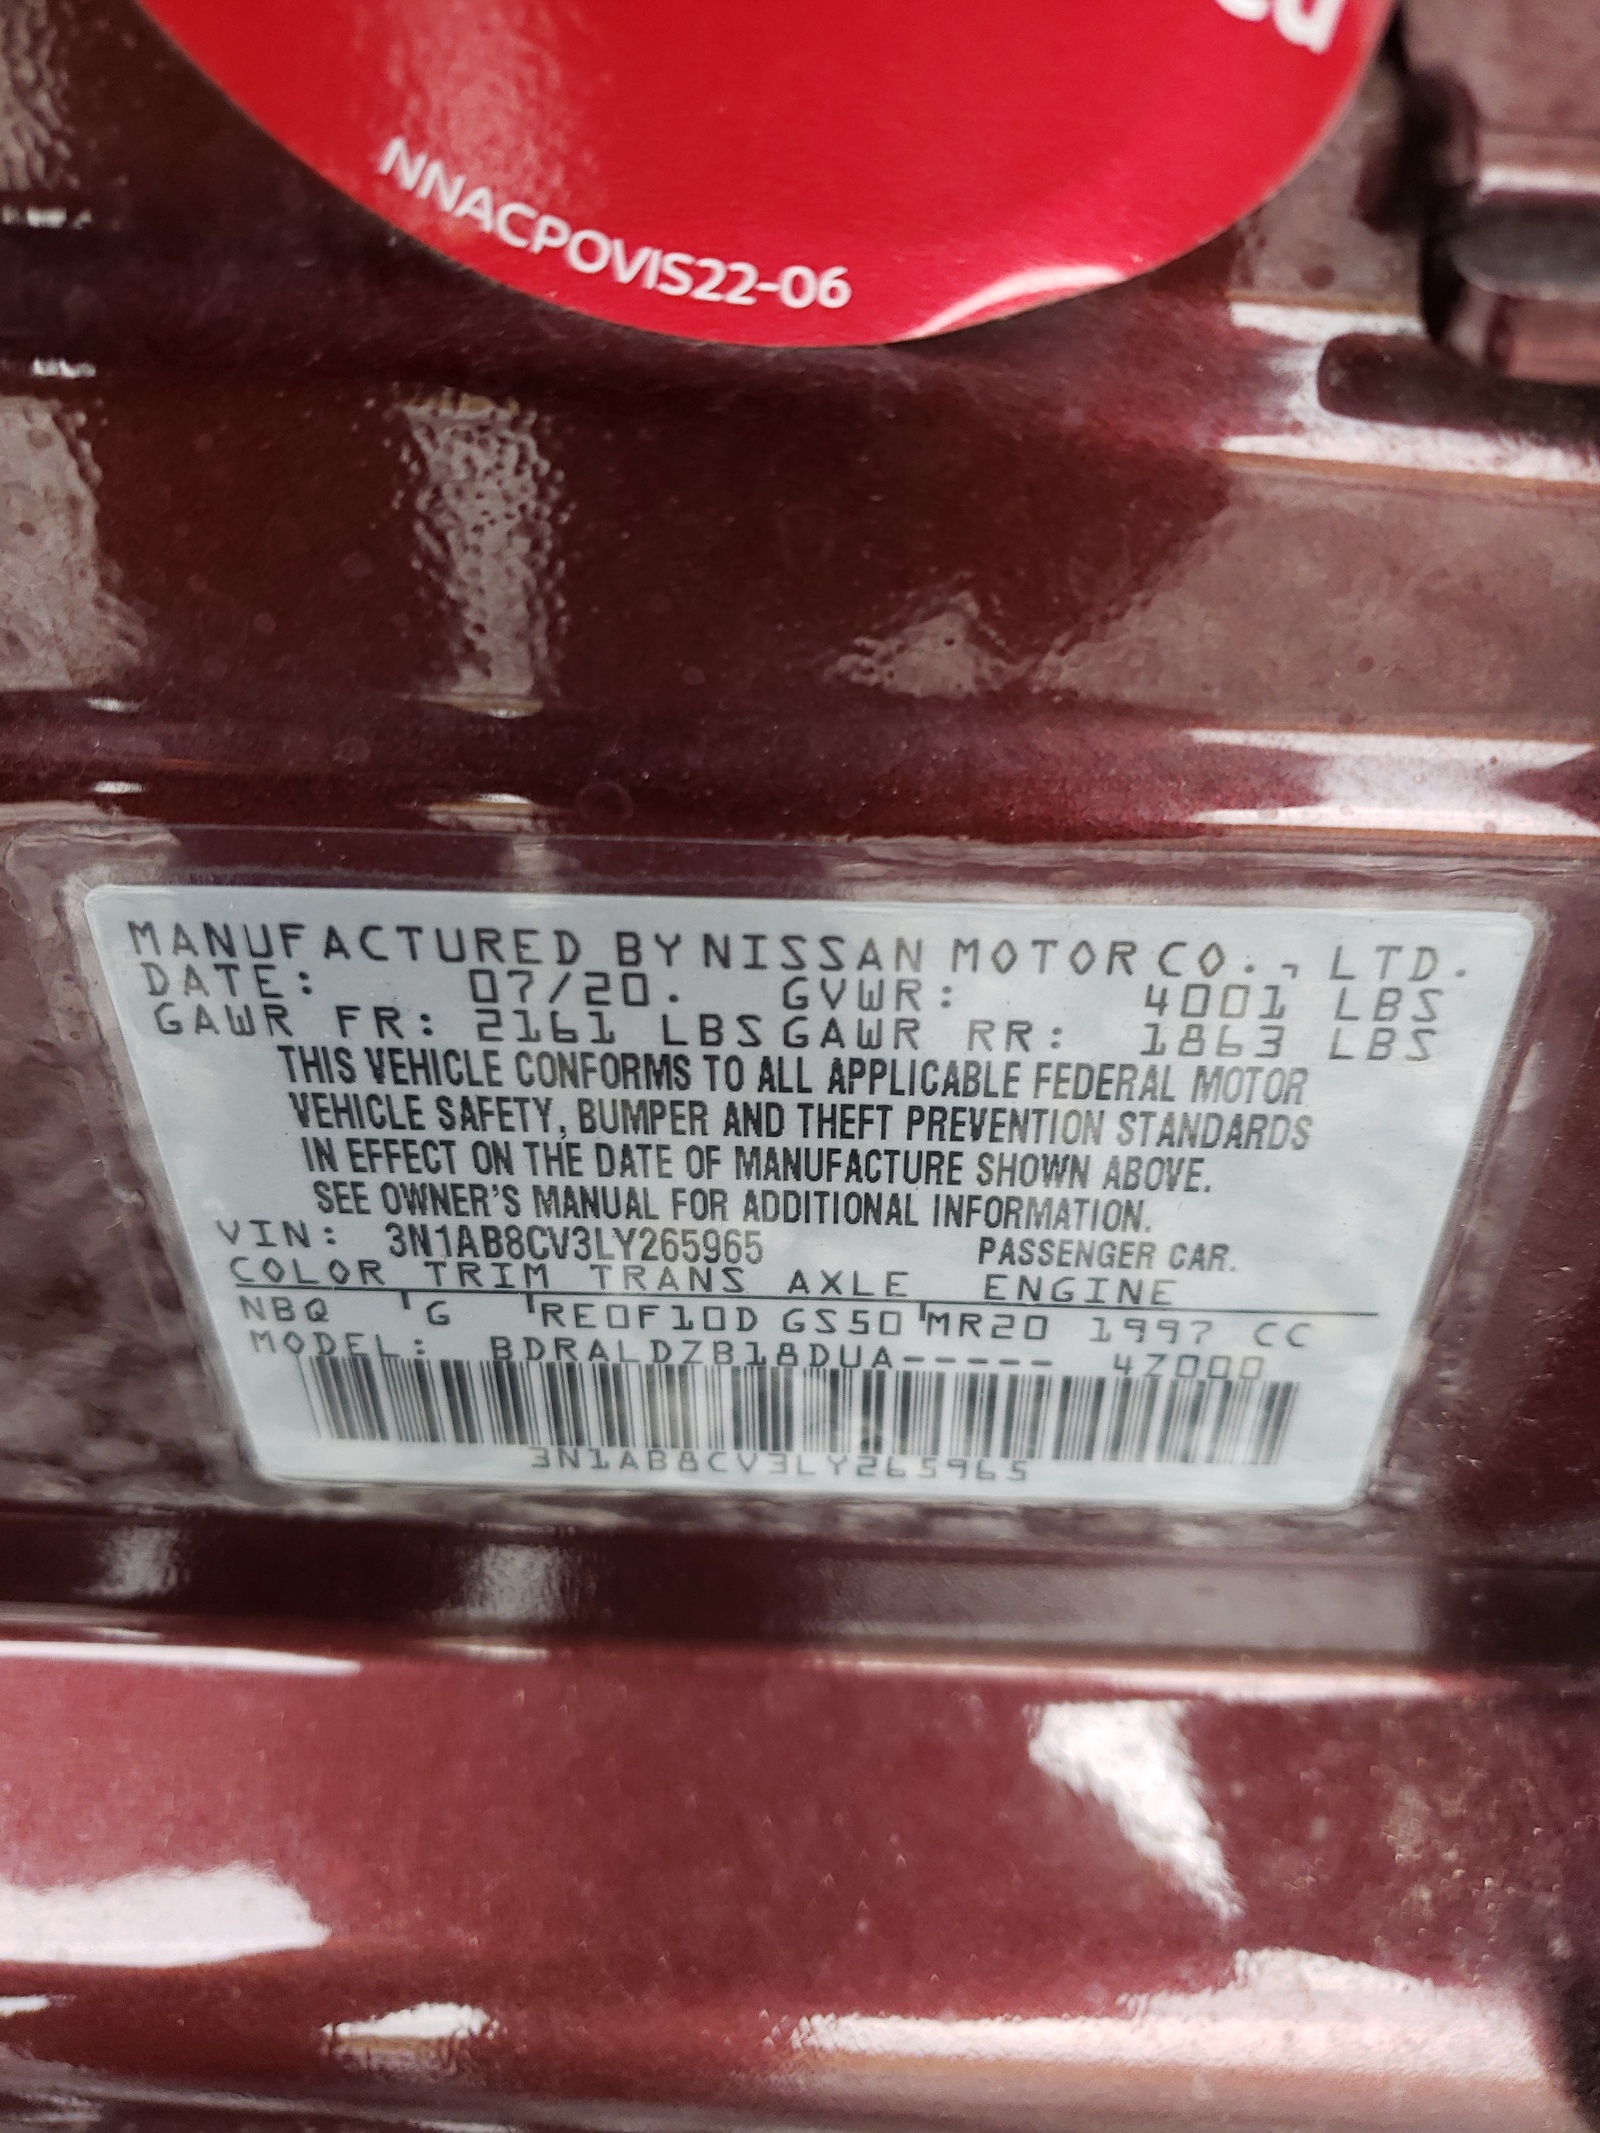 NNACPOVIS22-06
MANUFACTURED BY NISSAN MOTOR CO., LTD.
DATE: 07/20. GVWR: 4001 LBS
GAWR FR: 2161 LBS GAWR RR: 1863 LBS
THIS VEHICLE CONFORMS TO ALL APPLICABLE FEDERAL MOTOR
VEHICLE SAFETY, BUMPER AND THEFT PREVENTION STANDARDS
IN EFFECT ON THE DATE OF MANUFACTURE SHOWN ABOVE.
SEE OWNER'S MANUAL FOR ADDITIONAL INFORMATION.
VIN: 3N1AB8CV3LY265965 PASSENGER CAR.
COLOR TRIM TRANS AXLE ENGINE
NBQ G RE0F10D GS50 MR20 1997 CC
MODEL: BDRALDZB18DUA----- 4Z000
3N1AB8CV3LY265965